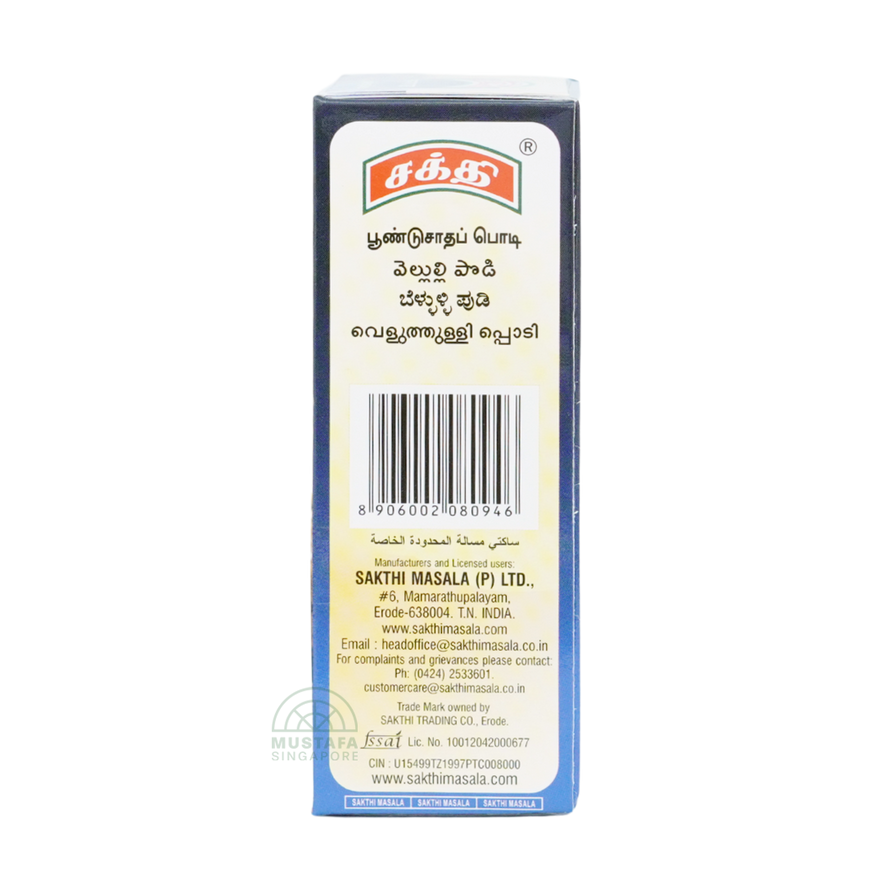 சக்தி
®
பூண்டுசாதப் பொடி
వెల్లుల్లి పొడి
ಬೆಳ್ಳುಳ್ಳಿ ಪುಡಿ
വെളുത്തുള്ളി പ്പൊടി
8 906002 080946
ساكتي مسالة المحدودة الخاصة
Manufacturers and Licensed users:
SAKTHI MASALA (P) LTD.,
#6, Mamarathupalayam,
Erode-638004. T.N. INDIA.
www.sakthimasala.com
Email : headoffice@sakthimasala.co.in
For complaints and grievances please contact:
Ph: (0424) 2533601.
customercare@sakthimasala.co.in
Trade Mark owned by
SAKTHI TRADING CO., Erode.
fssai Lic. No. 10012042000677
MUSTAFA
SINGAPORE
CIN : U15499TZ1997PTC008000
www.sakthimasala.com
SAKTHI MASALA SAKTHI MASALA SAKTHI MASALA